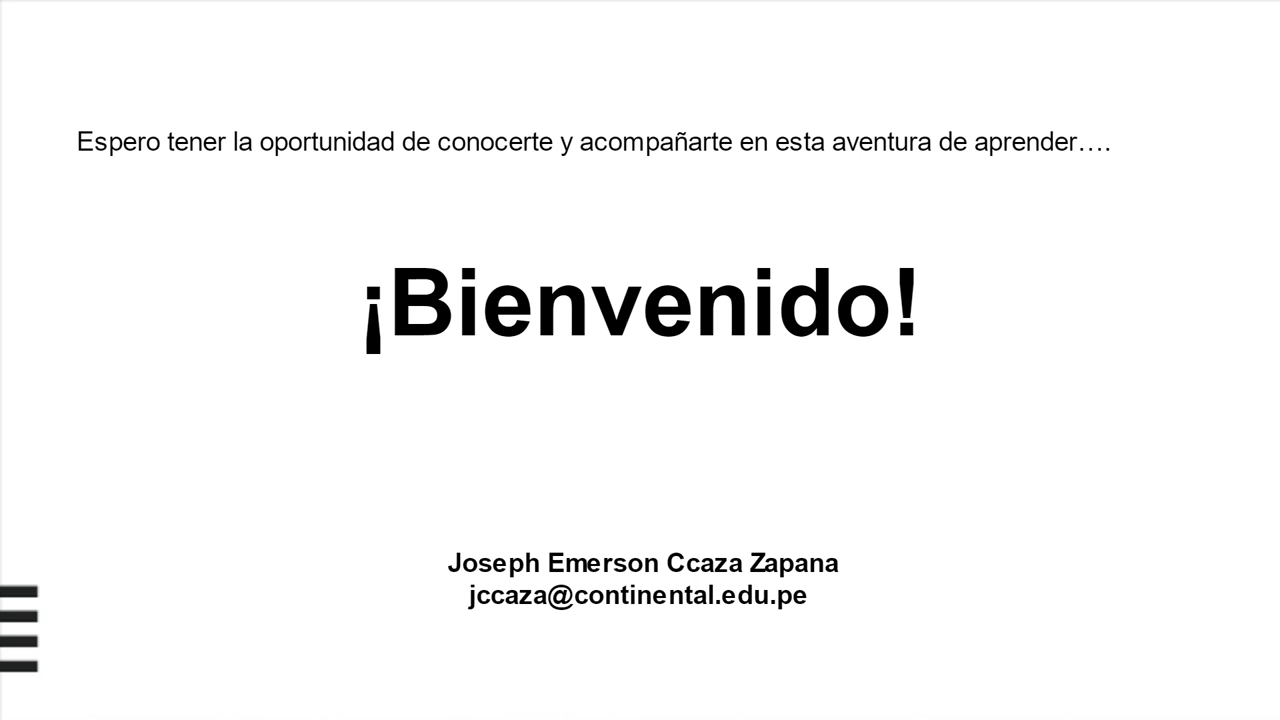 Espero tener la oportunidad de conocerte y acompañarte en esta aventura de aprender….
¡Bienvenido!
Joseph Emerson Ccaza Zapana
jccaza@continental.edu.pe